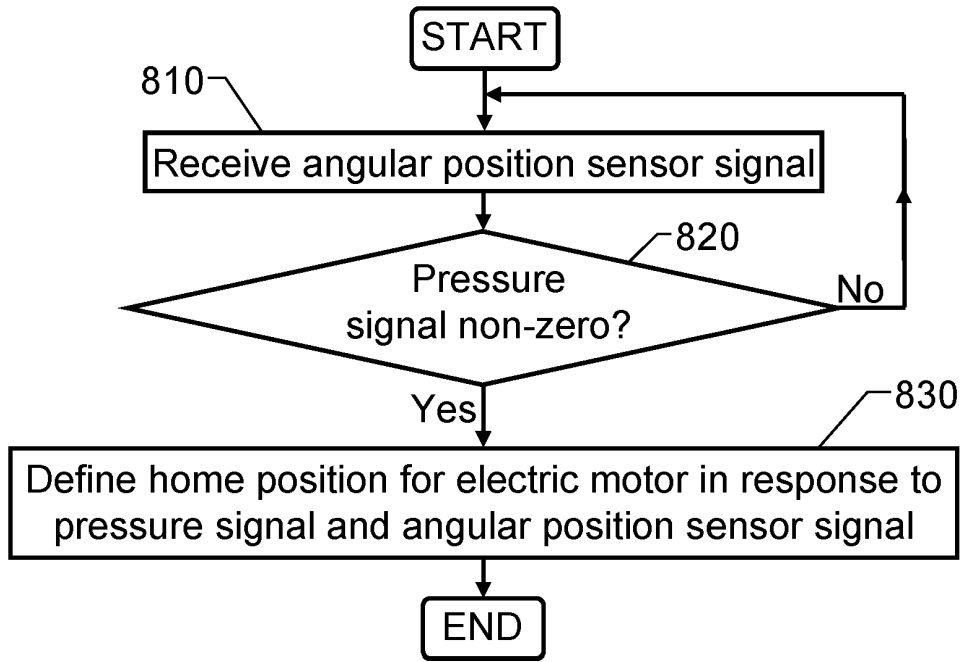 START
810
Receive angular position sensor signal
820
Pressure
signal non-zero?
No
Yes
830
Define home position for electric motor in response to
pressure signal and angular position sensor signal
END